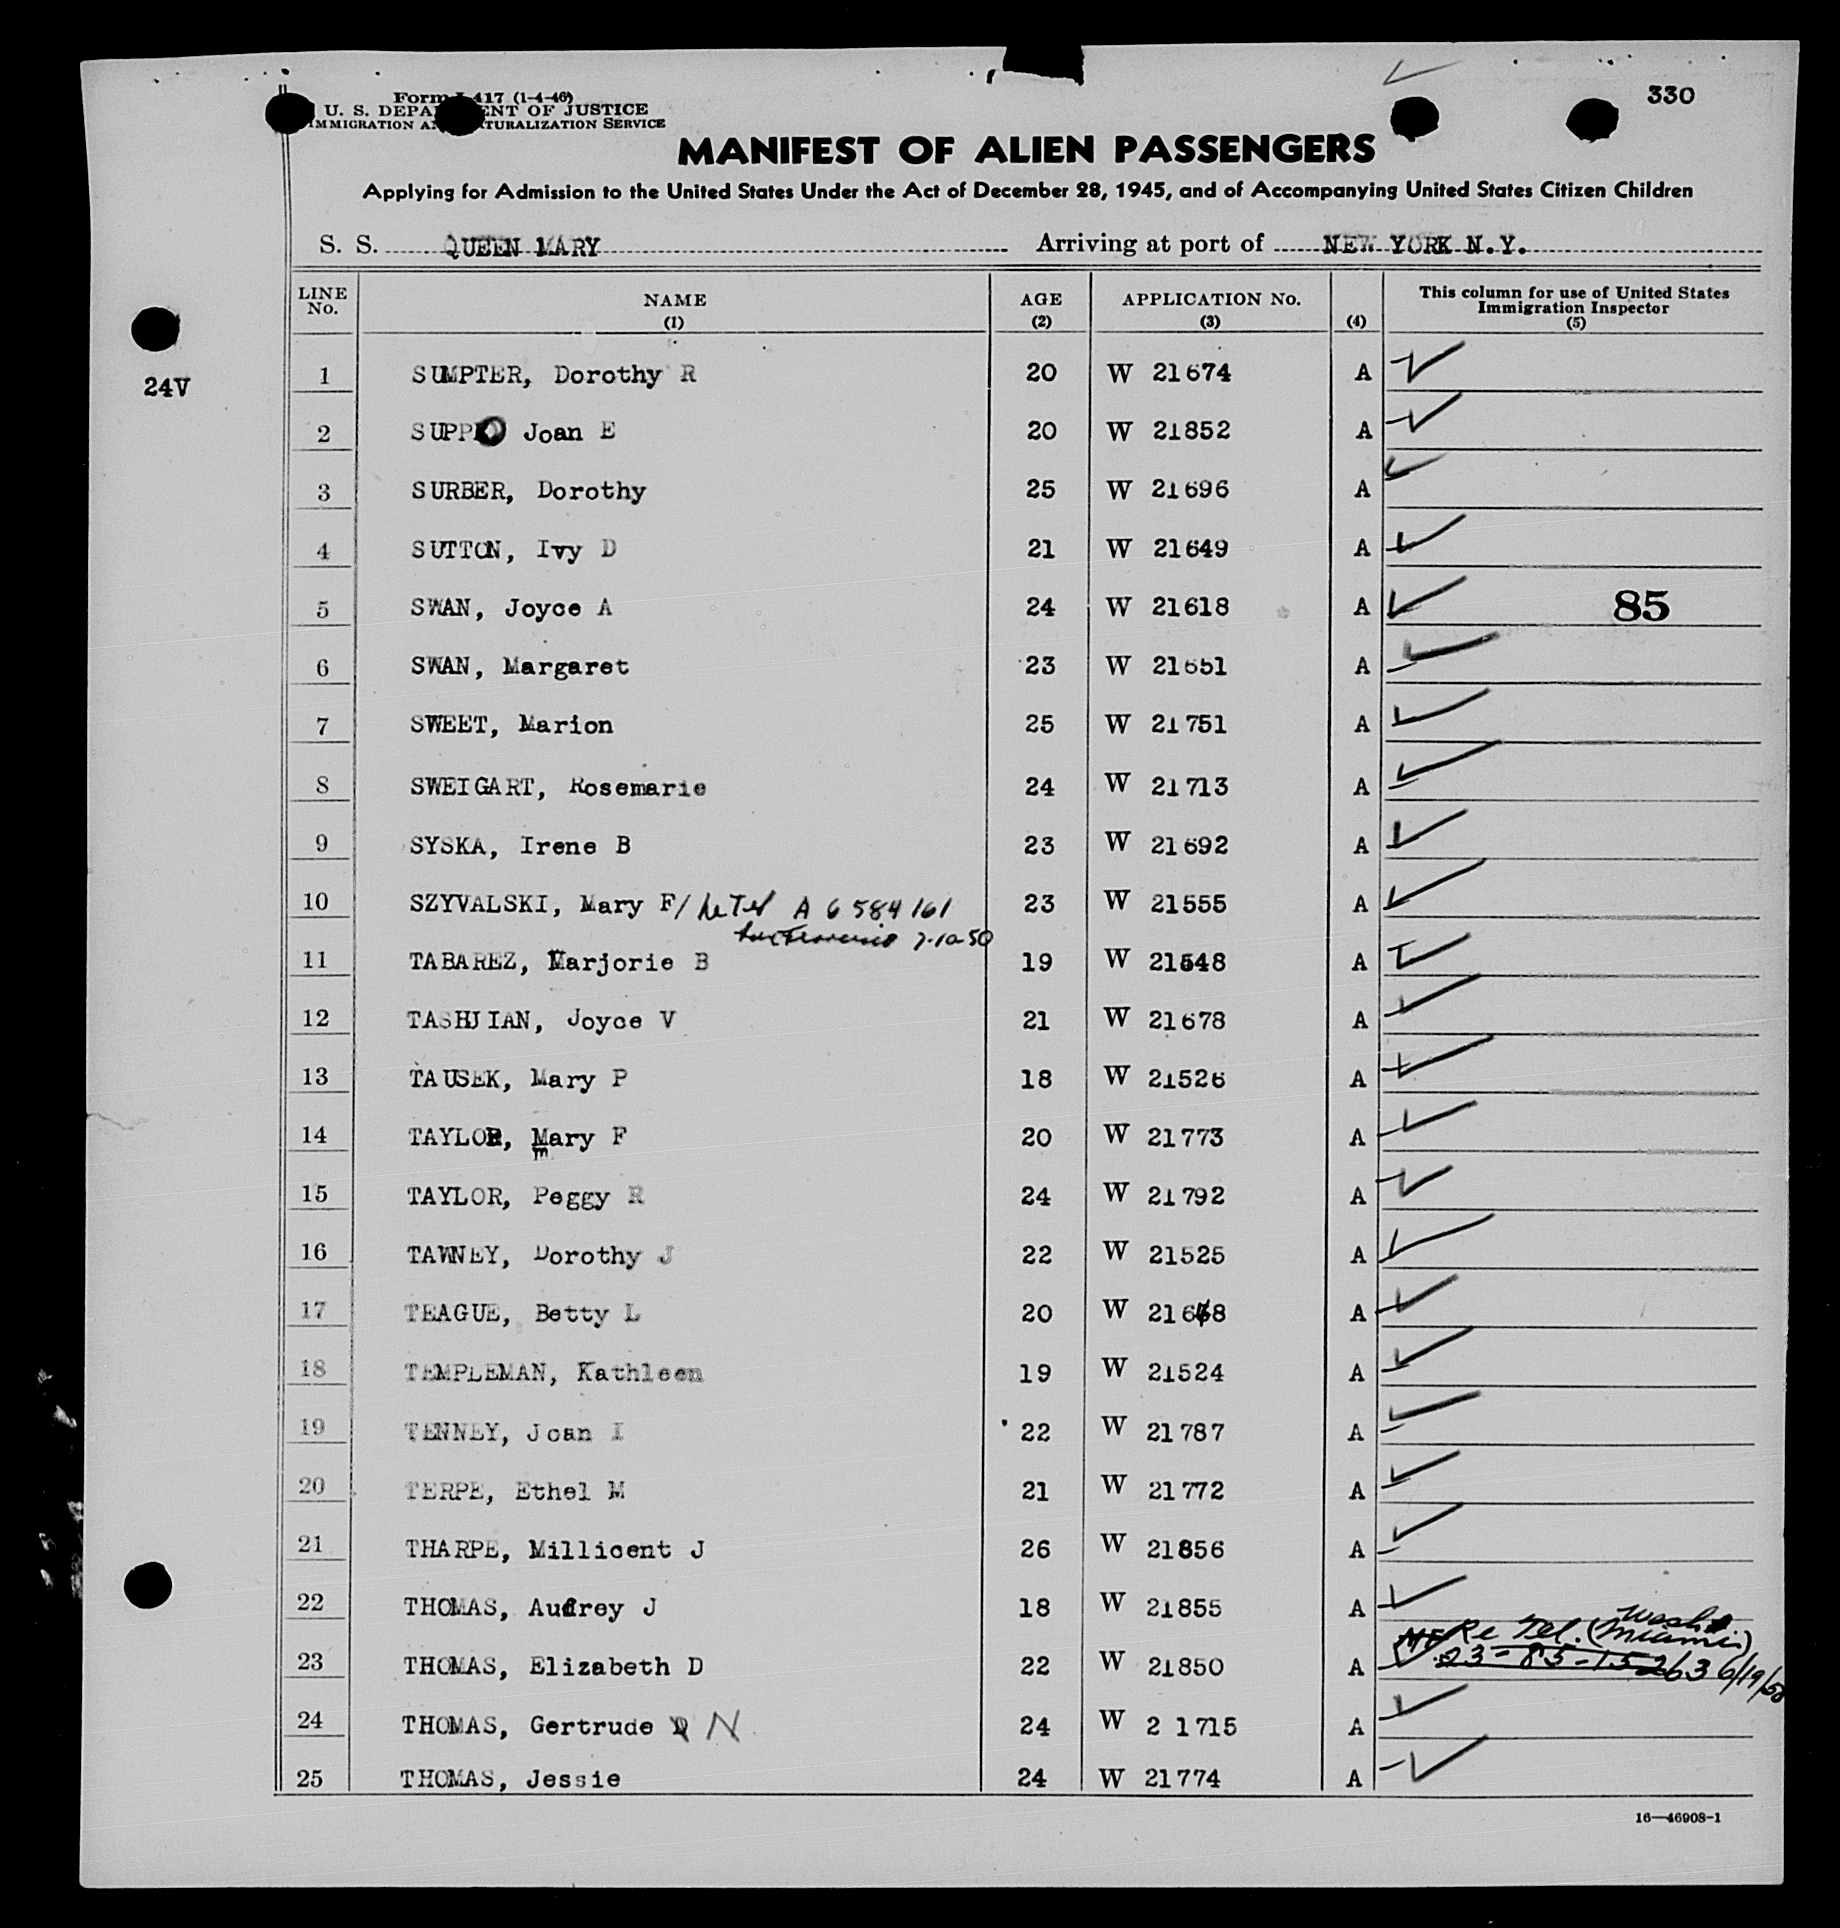 330
Form I-417 (1-4-46)
U. S. DEPARTMENT OF JUSTICE
IMMIGRATION AND NATURALIZATION SERVICE
MANIFEST OF ALIEN PASSENGERS
Applying for Admission to the United States Under the Act of December 28, 1945, and of Accompanying United States Citizen Children
S. S. QUEEN MARY Arriving at port of NEW YORK N.Y.
LINE No. NAME (1) AGE (2) APPLICATION No. (3) (4) This column for use of United States Immigration Inspector (5)
24V
1 SUMPTER, Dorothy R 20 W 21674 A
2 SUPP Joan E 20 W 21852 A
3 SURBER, Dorothy 25 W 21696 A
4 SUTTON, Ivy D 21 W 21649 A
5 SWAN, Joyce A 24 W 21618 A 85
6 SWAN, Margaret 23 W 21651 A
7 SWEET, Marion 25 W 21751 A
8 SWEIGART, Rosemarie 24 W 21713 A
9 SYSKA, Irene B 23 W 21692 A
10 SZYVALSKI, Mary F / A 6 584 161 23 W 21555 A
7-10-50
11 TABAREZ, Marjorie B 19 W 21548 A
12 TASHJIAN, Joyce V 21 W 21678 A
13 TAUSEK, Mary P 18 W 21526 A
14 TAYLOR, Mary F 20 W 21773 A
m
15 TAYLOR, Peggy R 24 W 21792 A
16 TAWNEY, Dorothy J 22 W 21525 A
17 TEAGUE, Betty L 20 W A
18 TEMPLEMAN, Kathleen 19 W 21524 A
19 TENNEY, Joan I 22 W 21787 A
20 TERPE, Ethel M 21 W 21772 A
21 THARPE, Millicent J 26 W 21856 A
22 THOMAS, Audrey J 18 W 21855 A
Re Tel. (Miami)
23 THOMAS, Elizabeth D 22 W 21850 A
24 THOMAS, Gertrude N 24 W 2 1715 A
25 THOMAS, Jessie 24 W 21774 A
16—46908-1